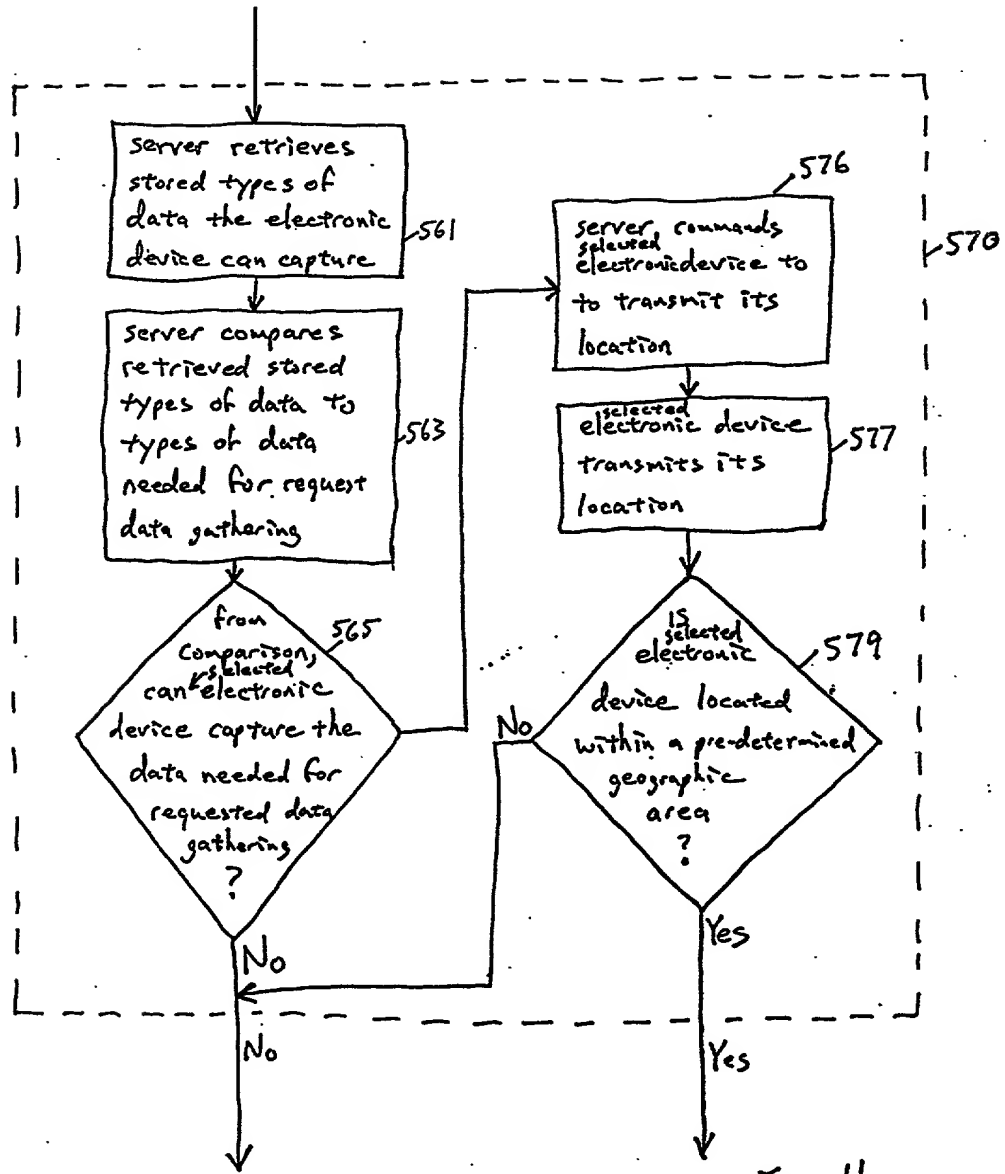 server retrieves
stored types of
data the electronic
device can capture
561
server compares
retrieved stored
types of data to
types of data
needed for request
data gathering
563
from
comparison,
selected
can electronic
device capture the
data needed for
requested data
gathering
?
565
No
No
576
server commands
selected
electronic device to
to transmit its
location
570
selected
electronic device
transmits its
location
577
is
selected
electronic
device located
within a pre-determined
geographic
area
?
579
No
Yes
Yes